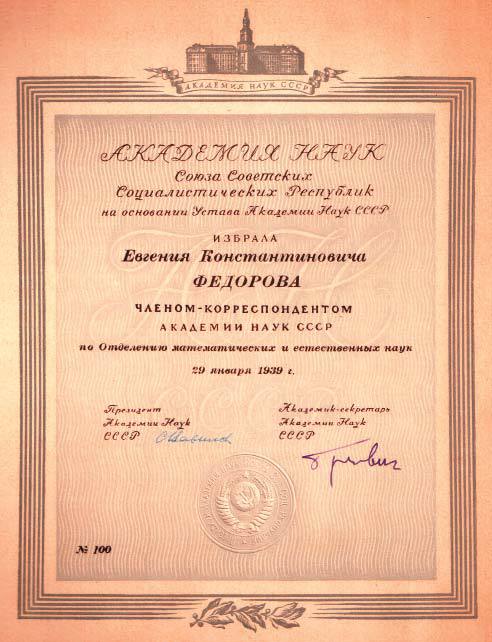 АКАДЕМИЯ НАУК СССР
АКАДЕМИЯ НАУК
Союза Советских
Социалистических Республик
на основании Устава Академии Наук СССР
ИЗБРАЛА
Евгения Константиновича
ФЕДОРОВА
ЧЛЕНОМ-КОРРЕСПОНДЕНТОМ
АКАДЕМИИ НАУК СССР
по Отделению математических и естественных наук
29 января 1939 г.
Президент
Академии Наук
СССР
Академик-секретарь
Академии Наук
СССР
№ 100